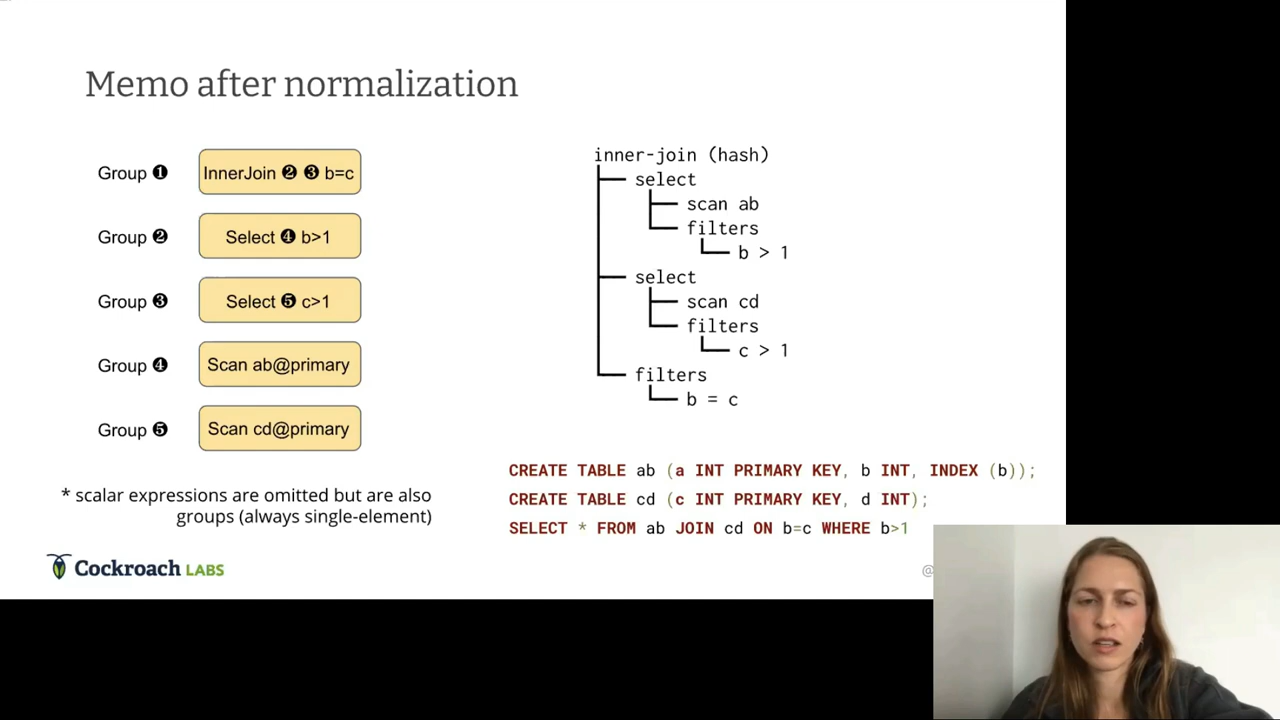 Memo after normalization
Group ❶ InnerJoin ❷ ❸ b=c
Group ❷ Select ❹ b>1
Group ❸ Select ❺ c>1
Group ❹ Scan ab@primary
Group ❺ Scan cd@primary
* scalar expressions are omitted but are also
groups (always single-element)
inner-join (hash)
select
scan ab
filters
b > 1
select
scan cd
filters
c > 1
filters
b = c
CREATE TABLE ab (a INT PRIMARY KEY, b INT, INDEX (b));
CREATE TABLE cd (c INT PRIMARY KEY, d INT);
SELECT * FROM ab JOIN cd ON b=c WHERE b>1
Cockroach LABS
@